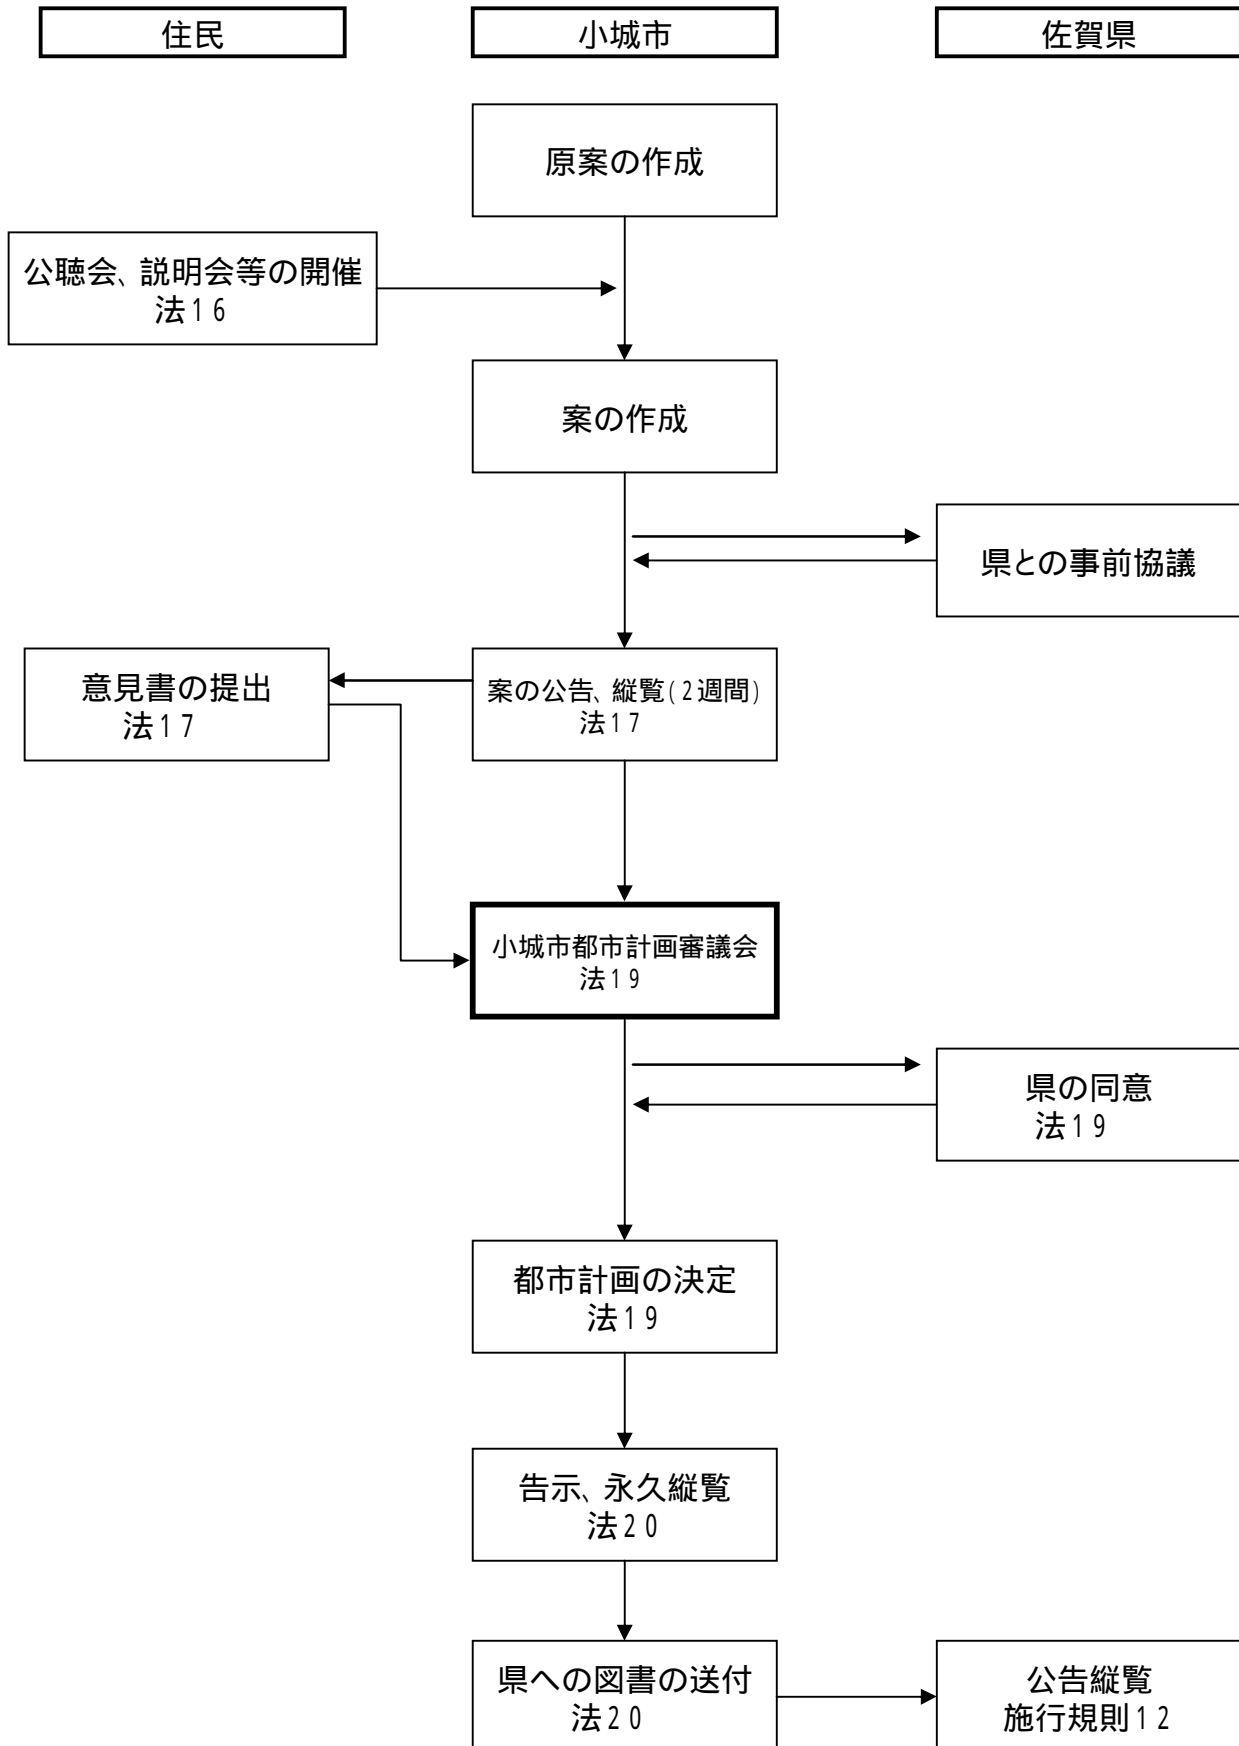 住民
小城市
佐賀県
原案の作成
公聴会、説明会等の開催
法16
案の作成
県との事前協議
意見書の提出
法17
案の公告、縦覧(2週間)
法17
小城市都市計画審議会
法19
県の同意
法19
都市計画の決定
法19
告示、永久縦覧
法20
県への図書の送付
法20
公告縦覧
施行規則12